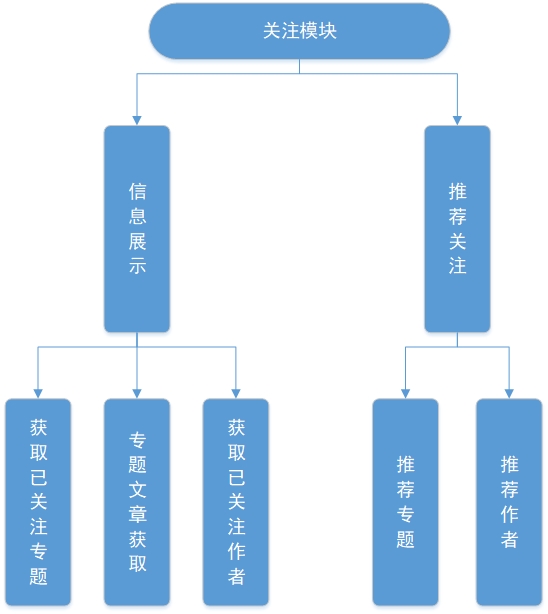 关注模块
信息展示
推荐关注
获取已关注专题
专题文章获取
获取已关注作者
推荐专题
推荐作者